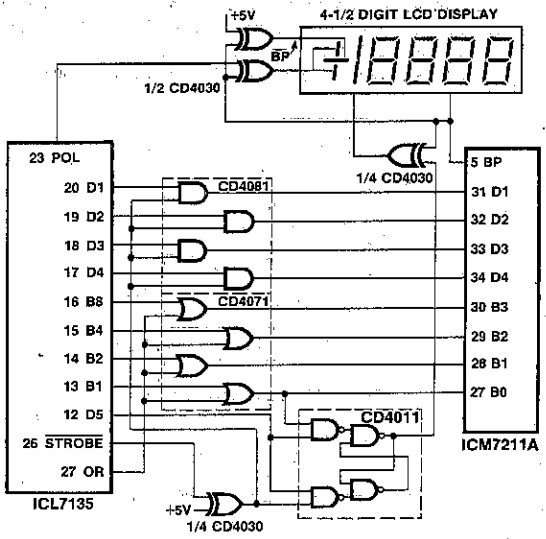 +5V
4-1/2 DIGIT LCD DISPLAY
BP
1/2 CD4030
23 POL
CD4081
1/4 CD4030
5 BP
20 D1
31 D1
19 D2
32 D2
18 D3
33 D3
17 D4
34 D4
CD4071
16 B8
30 B3
15 B4
29 B2
14 B2
28 B1
13 B1
27 B0
12 D5
CD4011
26 STROBE
ICM7211A
27 OR
+5V
ICL7135
1/4 CD4030